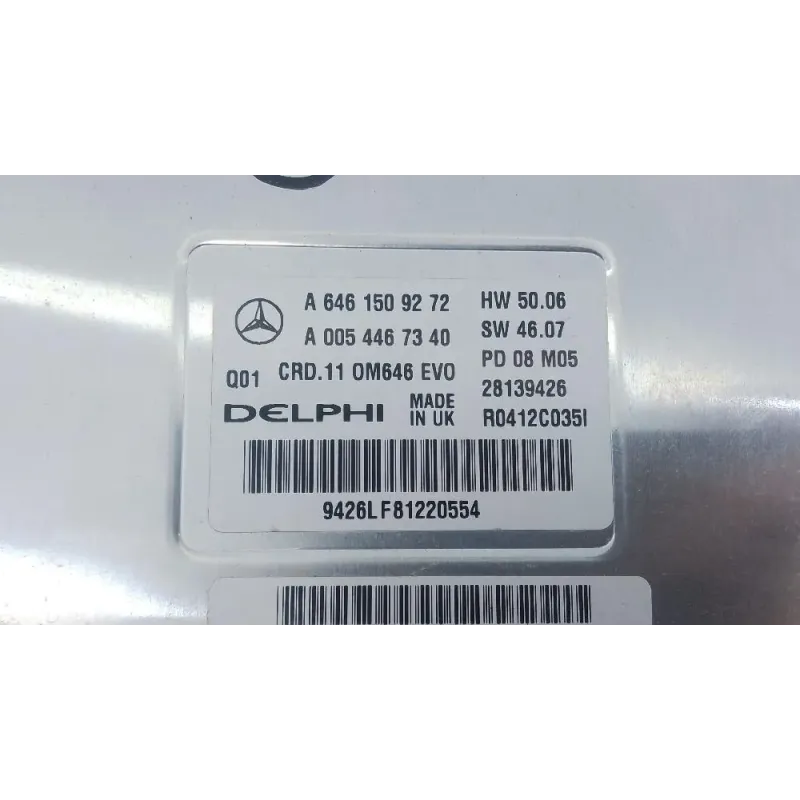 A 646 150 92 72 HW 50.06
A 005 446 73 40 SW 46.07
Q01 CRD.11 OM646 EVO PD 08 M05
28139426
DELPHI MADE IN UK R0412C035I
9426LF81220554